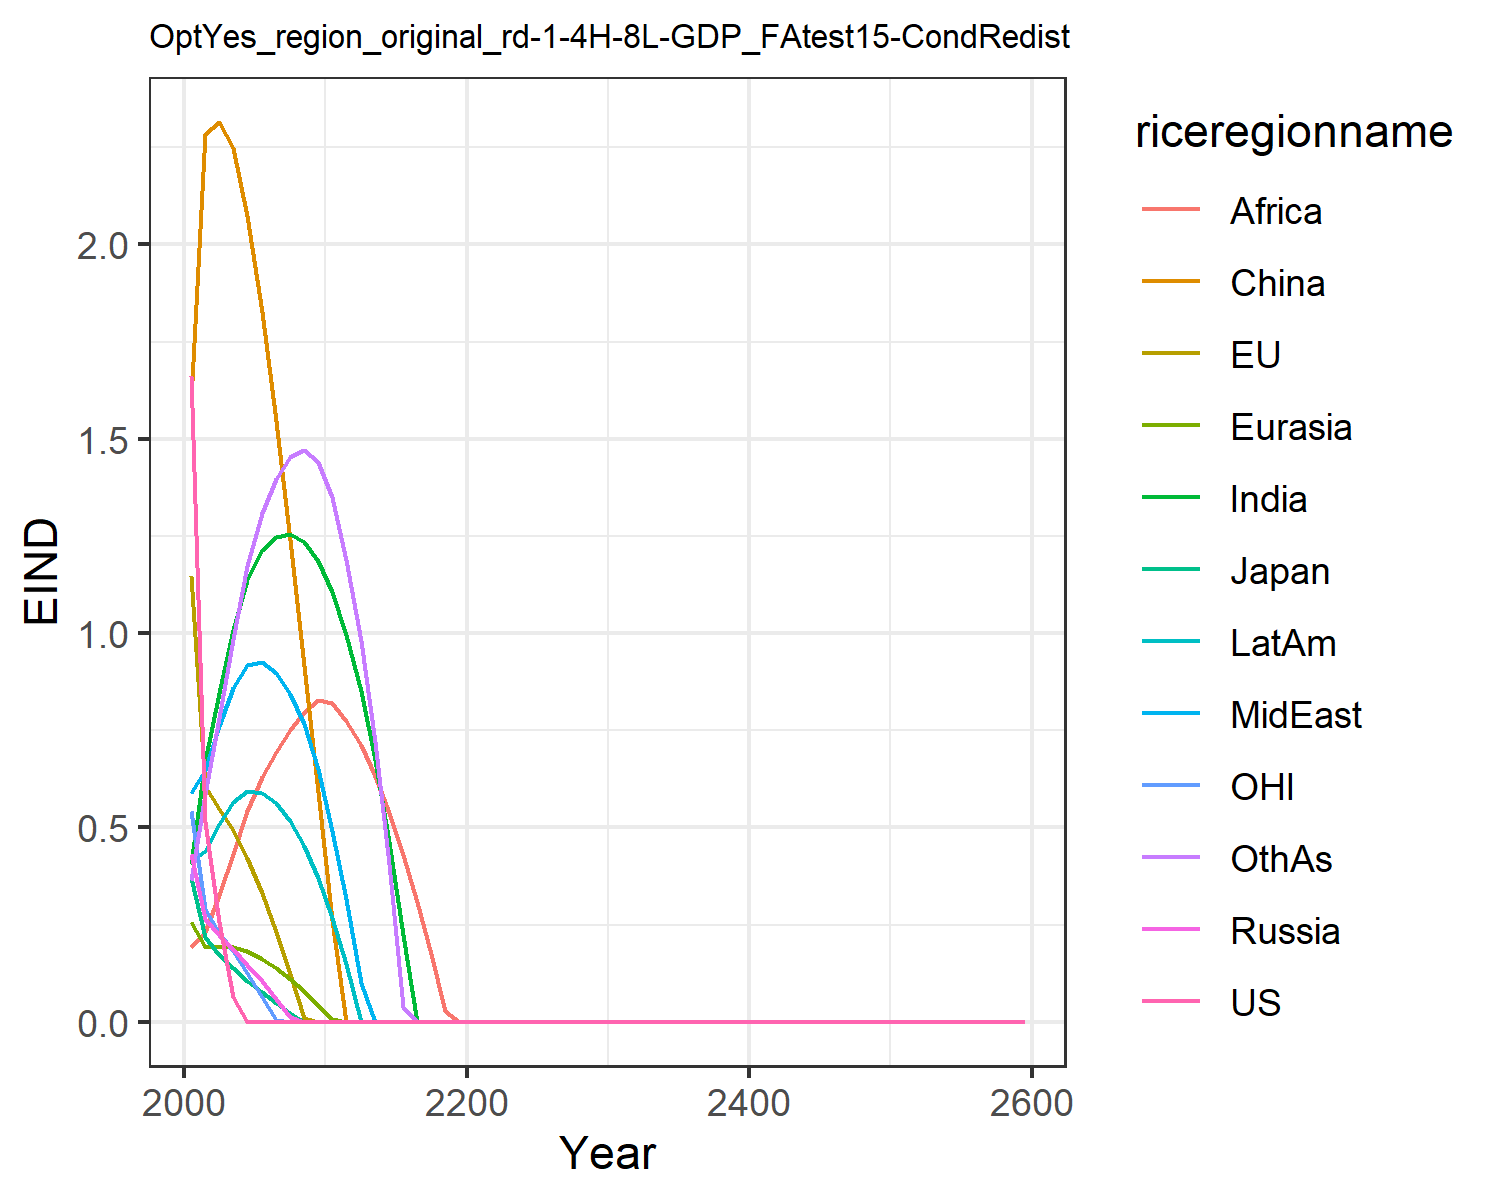 OptYes_region_original_rd-1-4H-8L-GDP_FAtest15-CondRedist
EIND
2.0
1.5
1.0
0.5
0.0
2000
2200
2400
2600
Year
riceregionname
Africa
China
EU
Eurasia
India
Japan
LatAm
MidEast
OHI
OthAs
Russia
US